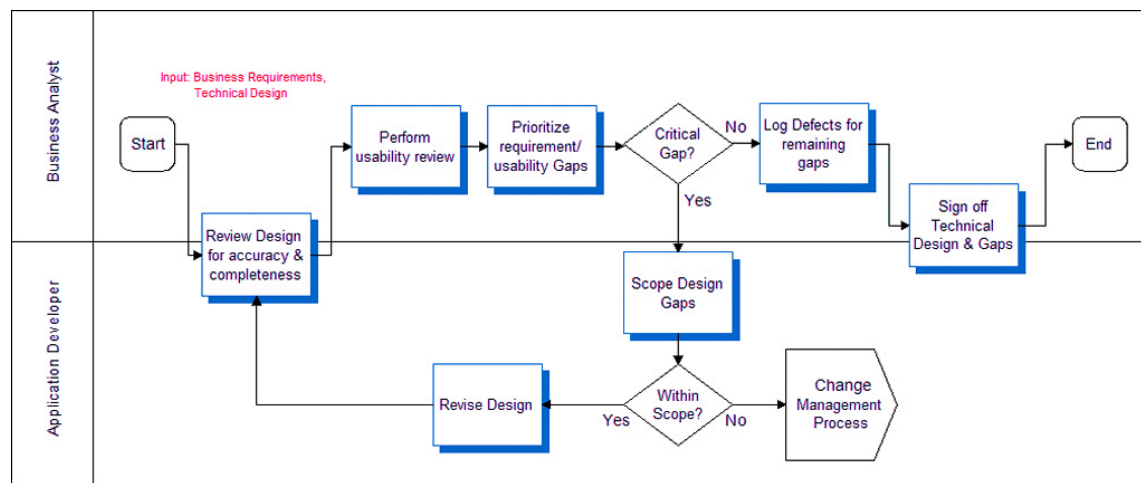 Business Analyst
Input: Business Requirements,
Technical Design
Start
Perform
usability review
Prioritize
requirement/
usability Gaps
Critical
Gap?
No
Yes
Log Defects for
remaining
gaps
End
Review Design
for accuracy &
completeness
Sign off
Technical
Design & Gaps
Application Developer
Scope Design
Gaps
Revise Design
Yes
Within
Scope?
No
Change
Management
Process